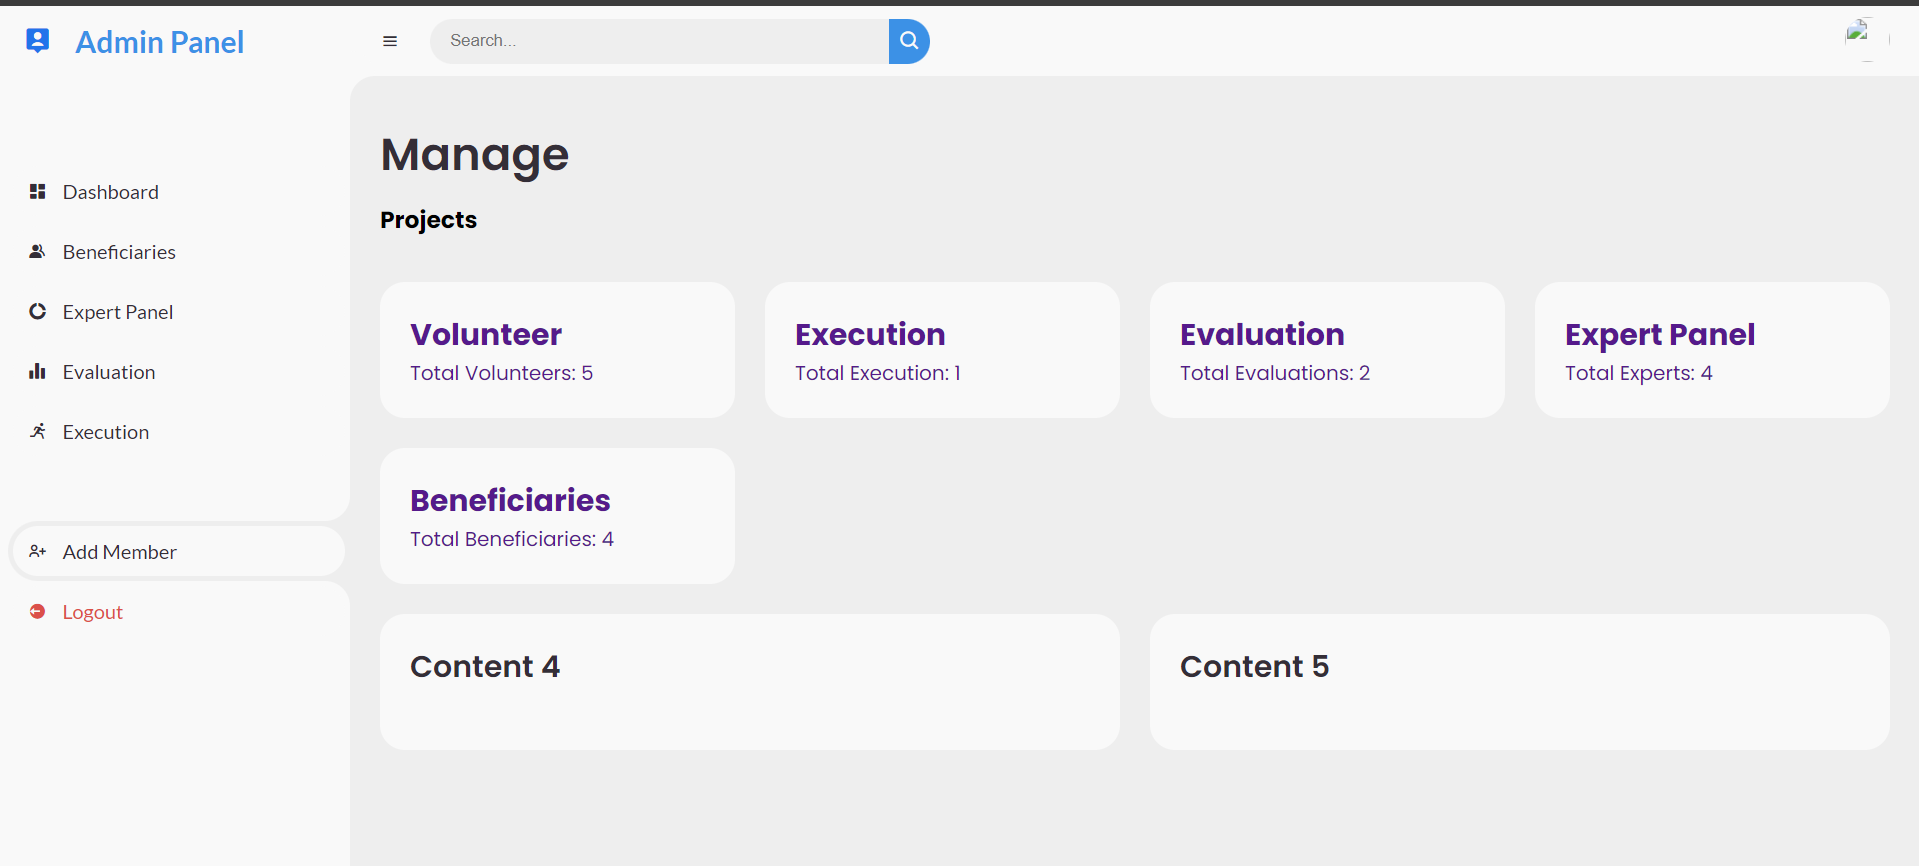 Admin Panel
Search...
Dashboard
Beneficiaries
Expert Panel
Evaluation
Execution
Add Member
Logout
Manage
Projects
Volunteer
Total Volunteers: 5
Execution
Total Execution: 1
Evaluation
Total Evaluations: 2
Expert Panel
Total Experts: 4
Beneficiaries
Total Beneficiaries: 4
Content 4
Content 5